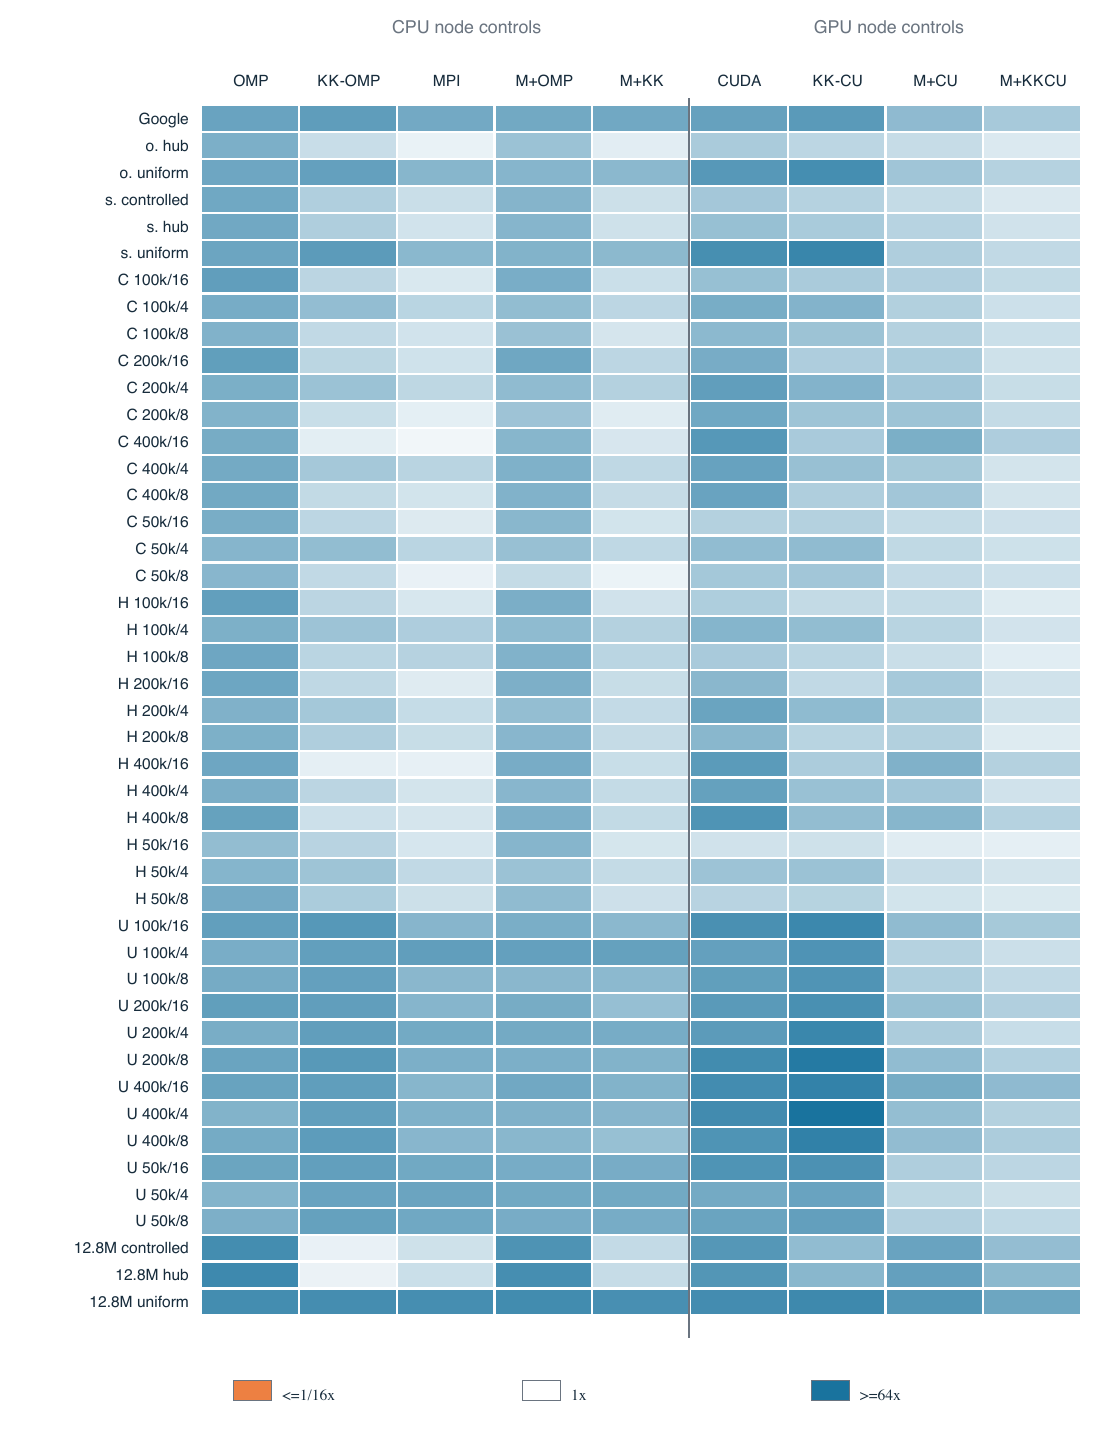 CPU node controls GPU node controls
OMP KK-OMP MPI M+OMP M+KK CUDA KK-CU M+CU M+KKCU
Google
o. hub
o. uniform
s. controlled
s. hub
s. uniform
C 100k/16
C 100k/4
C 100k/8
C 200k/16
C 200k/4
C 200k/8
C 400k/16
C 400k/4
C 400k/8
C 50k/16
C 50k/4
C 50k/8
H 100k/16
H 100k/4
H 100k/8
H 200k/16
H 200k/4
H 200k/8
H 400k/16
H 400k/4
H 400k/8
H 50k/16
H 50k/4
H 50k/8
U 100k/16
U 100k/4
U 100k/8
U 200k/16
U 200k/4
U 200k/8
U 400k/16
U 400k/4
U 400k/8
U 50k/16
U 50k/4
U 50k/8
12.8M controlled
12.8M hub
12.8M uniform
<=1/16x 1x >=64x